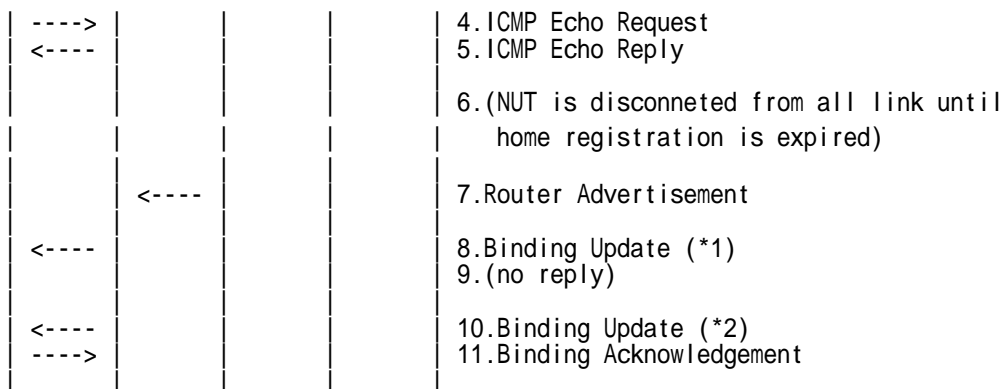 ----> 4.ICMP Echo Request
<---- 5.ICMP Echo Reply
6.(NUT is disconneted from all link until
home registration is expired)
<---- 7.Router Advertisement
<---- 8.Binding Update (*1)
9.(no reply)
<---- 10.Binding Update (*2)
----> 11.Binding Acknowledgement